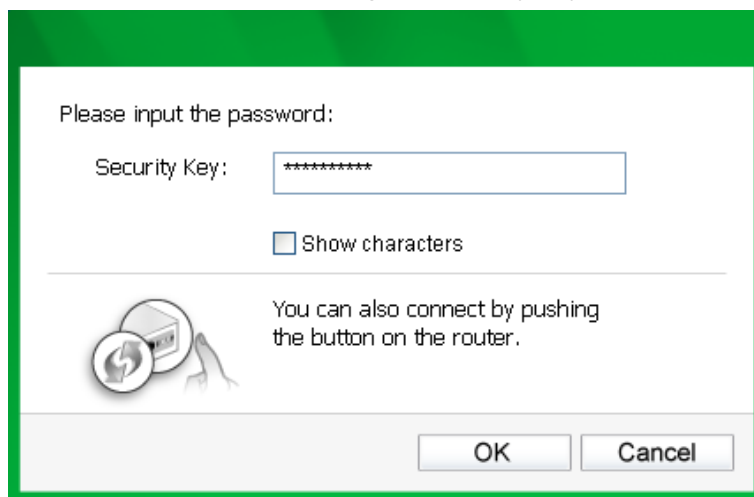 Please input the password:
Security Key: **********
Show characters
You can also connect by pushing
the button on the router.
OK Cancel